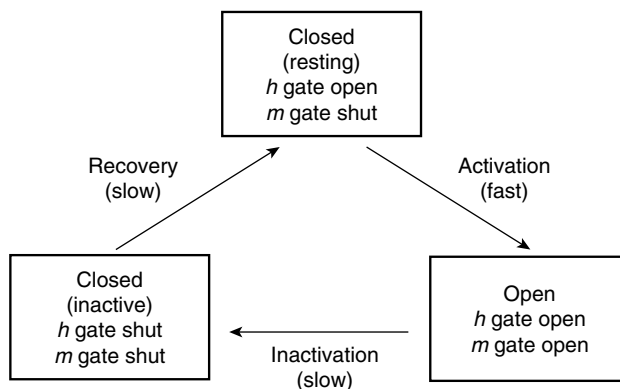 Closed
(resting)
h gate open
m gate shut
Recovery
(slow)
Activation
(fast)
Closed
(inactive)
h gate shut
m gate shut
Open
h gate open
m gate open
Inactivation
(slow)